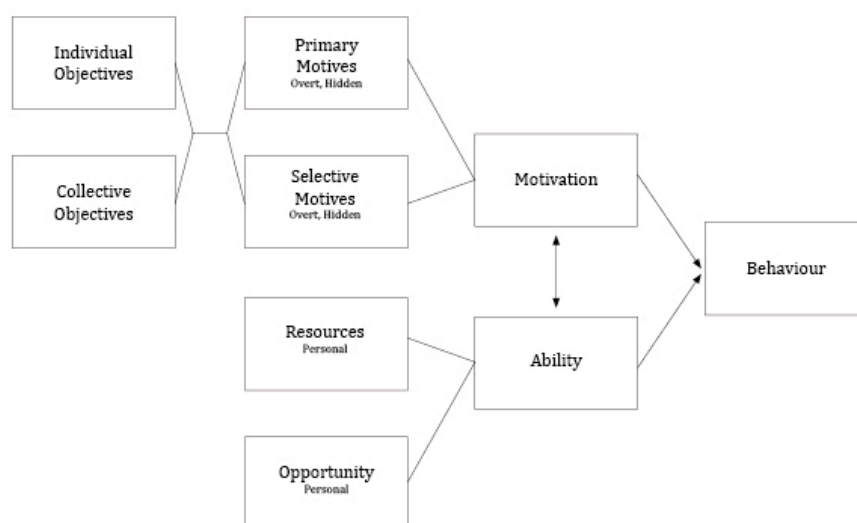 Individual
Objectives
Primary
Motives
Overt, Hidden
Collective
Objectives
Selective
Motives
Overt, Hidden
Motivation
Behaviour
Resources
Personal
Ability
Opportunity
Personal